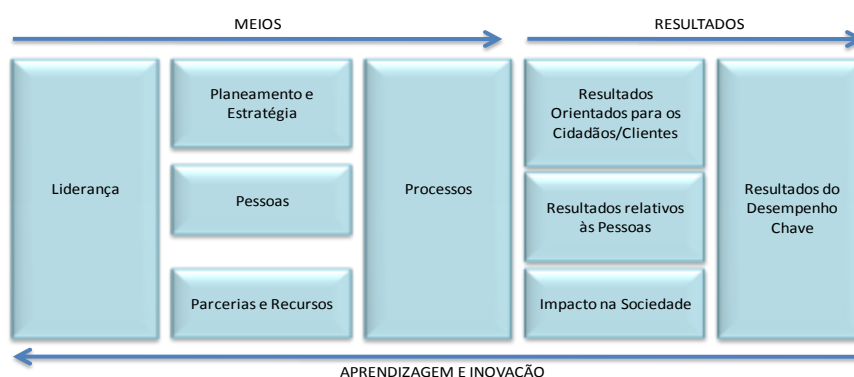 MEIOS
RESULTADOS
Liderança
Planeamento e
Estratégia
Pessoas
Parcerias e Recursos
Processos
Resultados
Orientados para os
Cidadãos/Clientes
Resultados relativos
às Pessoas
Impacto na Sociedade
Resultados do
Desempenho
Chave
APRENDIZAGEM E INOVAÇÃO